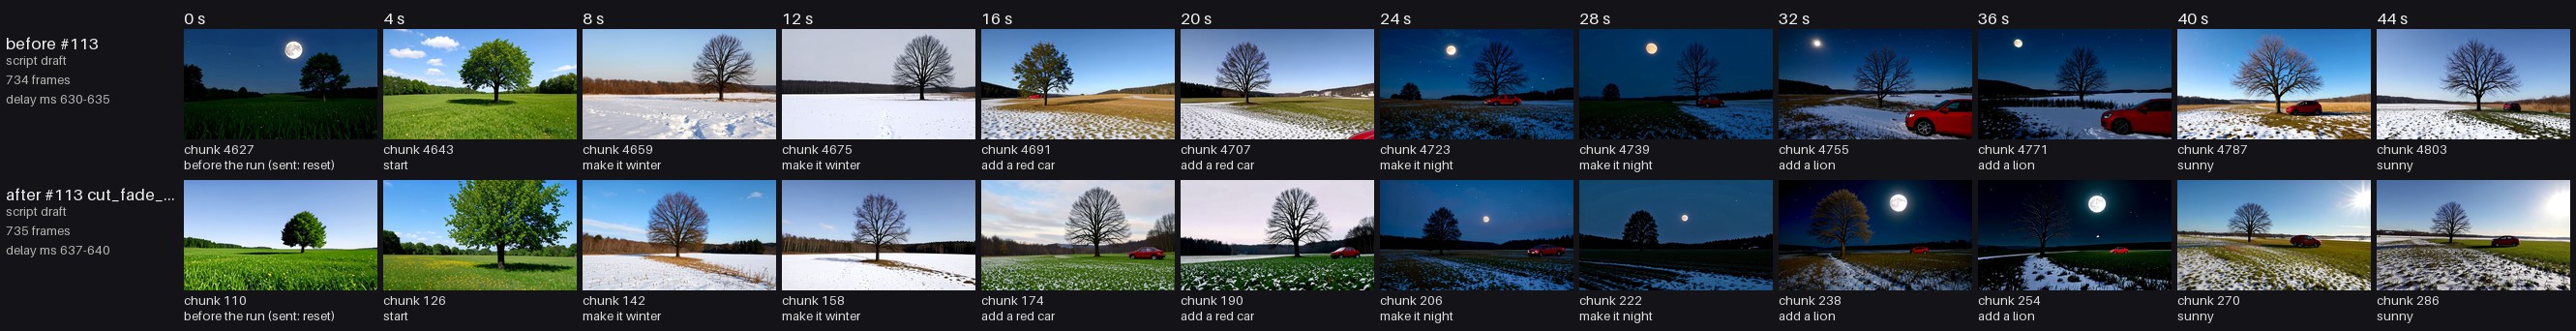 0 s 4 s 8 s 12 s 16 s 20 s 24 s 28 s 32 s 36 s 40 s 44 s
before #113
script draft
734 frames
delay ms 630-635
chunk 4627 chunk 4643 chunk 4659 chunk 4675 chunk 4691 chunk 4707 chunk 4723 chunk 4739 chunk 4755 chunk 4771 chunk 4787 chunk 4803
before the run (sent: reset) start make it winter make it winter add a red car add a red car make it night make it night add a lion add a lion sunny sunny
after #113 cut_fade_...
script draft
735 frames
delay ms 637-640
chunk 110 chunk 126 chunk 142 chunk 158 chunk 174 chunk 190 chunk 206 chunk 222 chunk 238 chunk 254 chunk 270 chunk 286
before the run (sent: reset) start make it winter make it winter add a red car add a red car make it night make it night add a lion add a lion sunny sunny